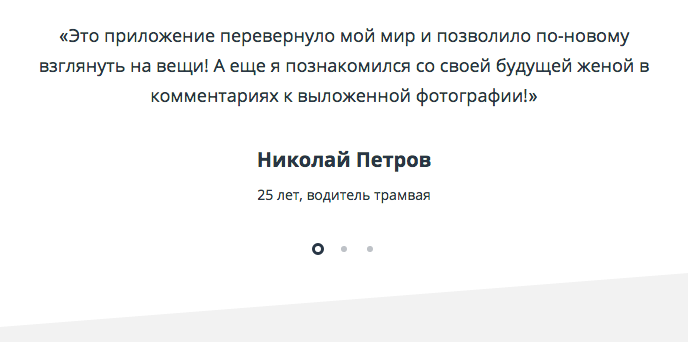 «Это приложение перевернуло мой мир и позволило по-новому
взглянуть на вещи! А еще я познакомился со своей будущей женой в
комментариях к выложенной фотографии!»
Николай Петров
25 лет, водитель трамвая